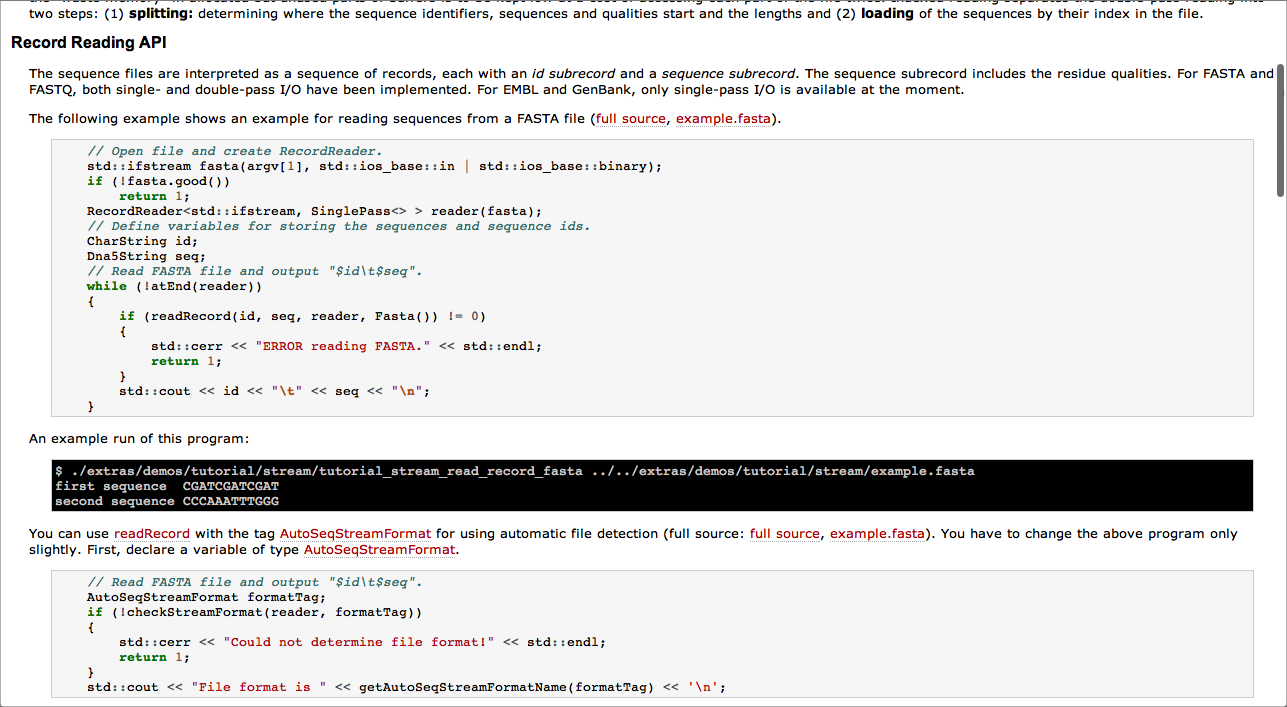 two steps: (1) splitting: determining where the sequence identifiers, sequences and qualities start and the lengths and (2) loading of the sequences by their index in the file.
Record Reading API
The sequence files are interpreted as a sequence of records, each with an id subrecord and a sequence subrecord. The sequence subrecord includes the residue qualities. For FASTA and
FASTQ, both single- and double-pass I/O have been implemented. For EMBL and GenBank, only single-pass I/O is available at the moment.
The following example shows an example for reading sequences from a FASTA file (full source, example.fasta).
// Open file and create RecordReader.
std::ifstream fasta(argv[1], std::ios_base::in | std::ios_base::binary);
if (!fasta.good())
    return 1;
RecordReader<std::ifstream, SinglePass<> > reader(fasta);
// Define variables for storing the sequences and sequence ids.
CharString id;
Dna5String seq;
// Read FASTA file and output "$id\t$seq".
while (!atEnd(reader))
{
    if (readRecord(id, seq, reader, Fasta()) != 0)
    {
        std::cerr << "ERROR reading FASTA." << std::endl;
        return 1;
    }
    std::cout << id << "\t" << seq << "\n";
}
An example run of this program:
$ ./extras/demos/tutorial/stream/tutorial_stream_read_record_fasta ../../extras/demos/tutorial/stream/example.fasta
first sequence  CGATCGATCGAT
second sequence CCCAAATTTGGG
You can use readRecord with the tag AutoSeqStreamFormat for using automatic file detection (full source: full source, example.fasta). You have to change the above program only
slightly. First, declare a variable of type AutoSeqStreamFormat.
// Read FASTA file and output "$id\t$seq".
AutoSeqStreamFormat formatTag;
if (!checkStreamFormat(reader, formatTag))
{
    std::cerr << "Could not determine file format!" << std::endl;
    return 1;
}
std::cout << "File format is " << getAutoSeqStreamFormatName(formatTag) << '\n';